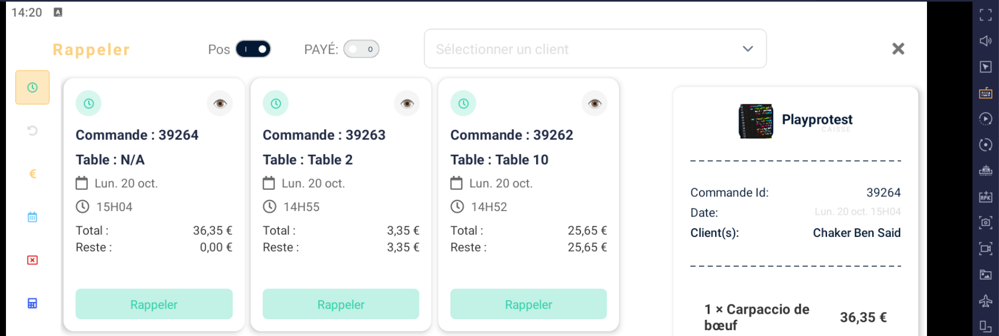 14:20 A
Rappeler
Pos
PAYÉ:
Sélectionner un client
Commande : 39264
Table : N/A
Lun. 20 oct.
15H04
Total : 36,35 €
Reste : 0,00 €
Rappeler
Commande : 39263
Table : Table 2
Lun. 20 oct.
14H55
Total : 3,35 €
Reste : 3,35 €
Rappeler
Commande : 39262
Table : Table 10
Lun. 20 oct.
14H52
Total : 25,65 €
Reste : 25,65 €
Rappeler
Playprotest
CAISSE
Commande Id: 39264
Date: Lun. 20 oct. 15H04
Client(s): Chaker Ben Said
1 × Carpaccio de
bœuf 36,35 €
€
APK